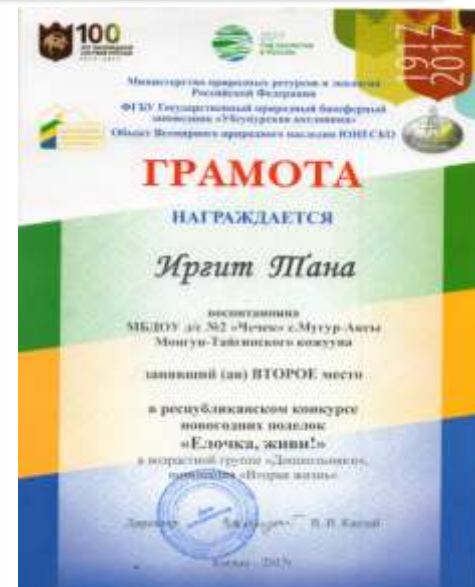 100
1917
2017
Министерство природных ресурсов и экологии
Российской Федерации
ФГБУ Государственный природный биосферный
заповедник «Убсунурская котловина»
Объект Всемирного природного наследия ЮНЕСКО
ГРАМОТА
НАГРАЖДАЕТСЯ
Иргит Тана
воспитанница
МБДОУ д/с №2 «Чечек» с.Мугур-Аксы
Монгун-Тайгинского кожууна
занявший (ая) ВТОРОЕ место
в республиканском конкурсе
новогодних поделок
«Елочка, живи!»
в возрастной группе «Дошкольники»,
номинация «Вторая жизнь»
Директор В. И. Канзай
Кызыл – 2017г